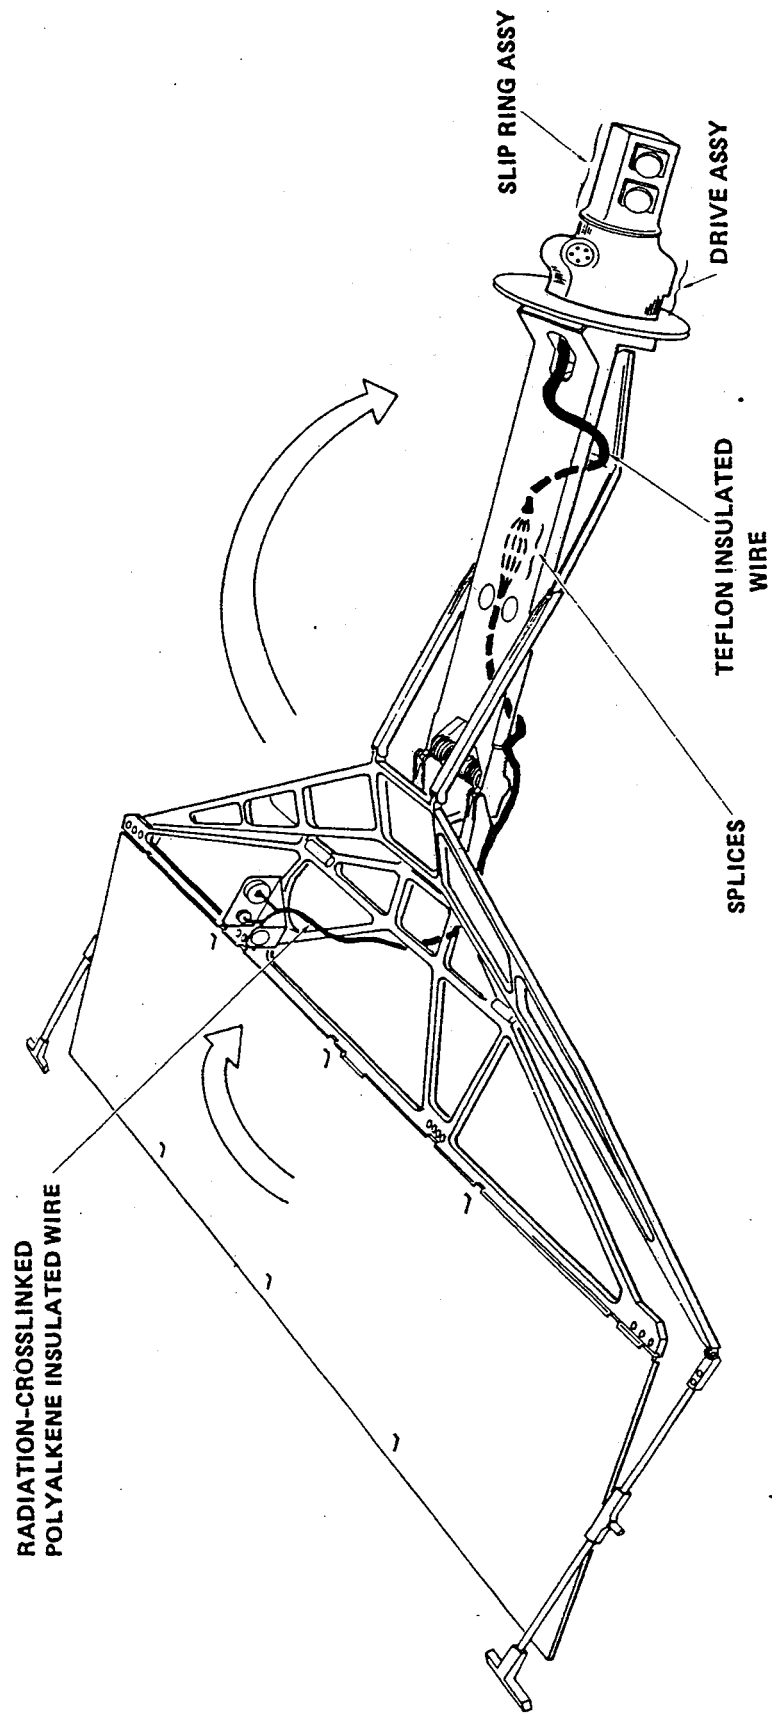 RADIATION-CROSSLINKED
POLYALKENE INSULATED WIRE
SLIP RING ASSY
DRIVE ASSY
TEFLON INSULATED
WIRE
SPLICES